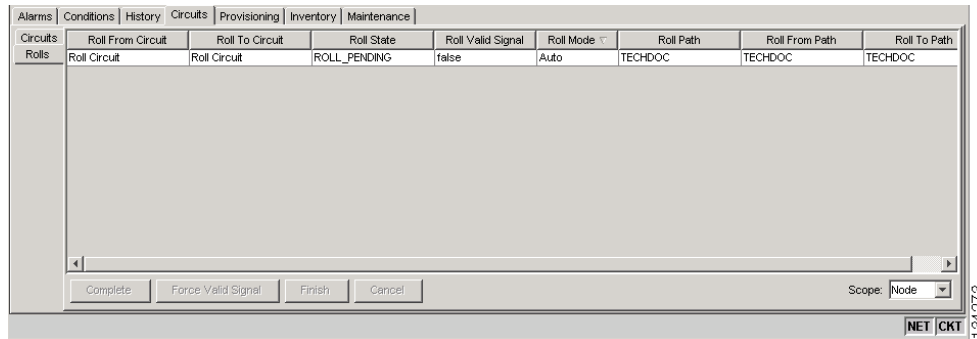 Alarms Conditions History Circuits Provisioning Inventory Maintenance
Circuits Roll From Circuit Roll To Circuit Roll State Roll Valid Signal Roll Mode Roll Path Roll From Path Roll To Path
Rolls Roll Circuit Roll Circuit ROLL_PENDING false Auto TECHDOC TECHDOC TECHDOC
Complete Force Valid Signal Finish Cancel Scope: Node
NET CKT